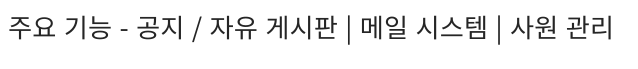 주요 기능 - 공지 / 자유 게시판 | 메일 시스템 | 사원 관리